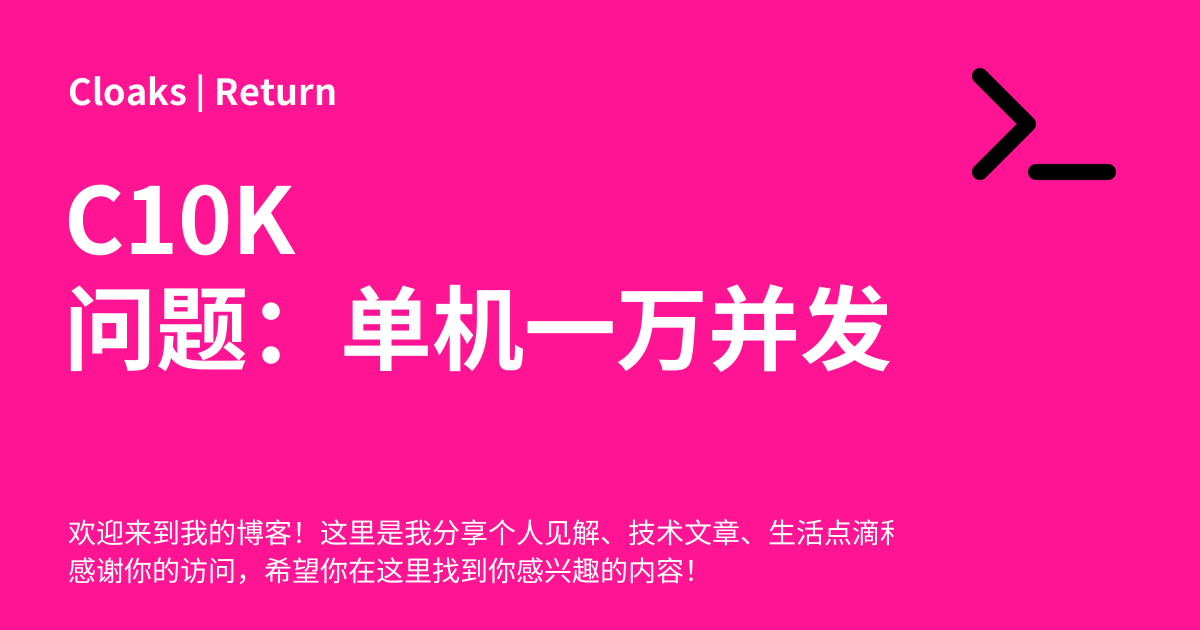 Cloaks | Return
C10K
问题：单机一万并发
欢迎来到我的博客！这里是我分享个人见解、技术文章、生活点滴
感谢你的访问，希望你在这里找到你感兴趣的内容！